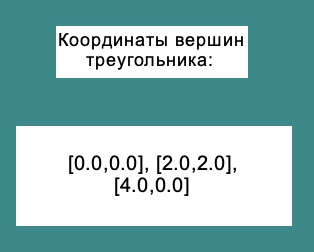 Координаты вершин
треугольника:
[0.0,0.0], [2.0,2.0],
[4.0,0.0]